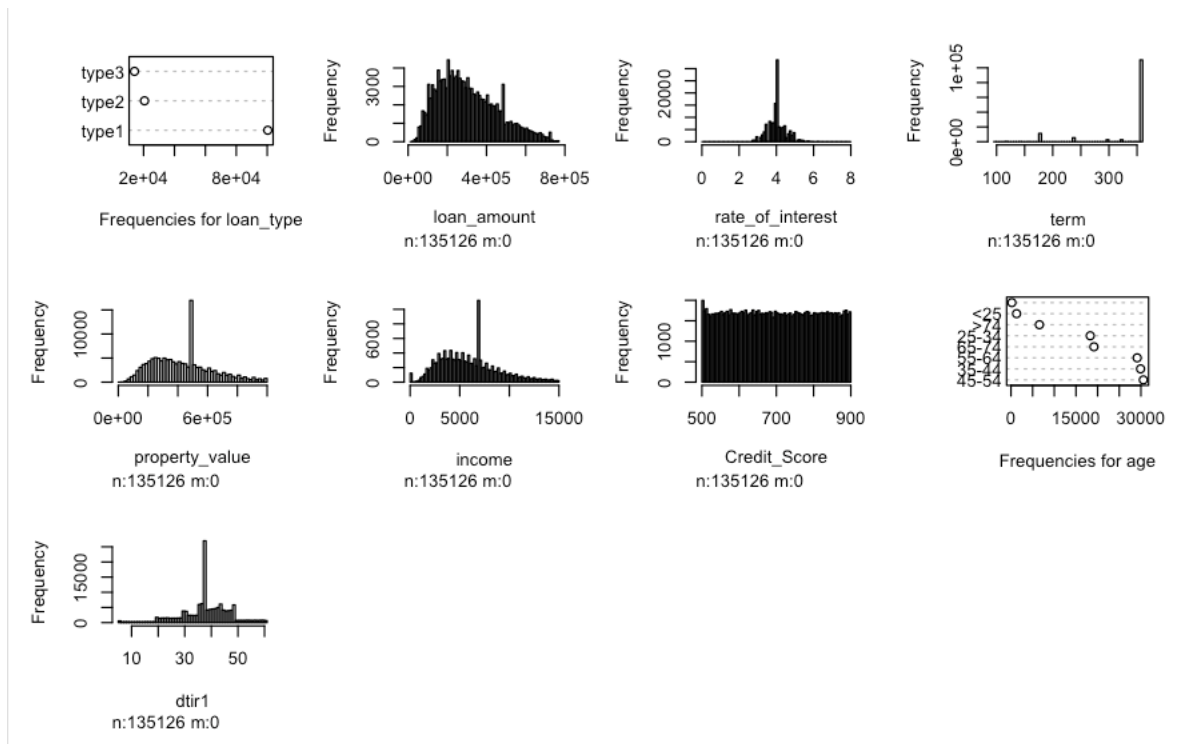 type3
type2
type1
2e+04 8e+04
Frequencies for loan_type
Frequency
0 3000
0e+00 4e+05 8e+05
loan_amount
n:135126 m:0
Frequency
0 20000
0 2 4 6 8
rate_of_interest
n:135126 m:0
Frequency
0e+00 1e+05
100 200 300
term
n:135126 m:0
Frequency
0 10000
0e+00 6e+05
property_value
n:135126 m:0
Frequency
0 6000
0 5000 15000
income
n:135126 m:0
Frequency
0 1000
500 700 900
Credit_Score
n:135126 m:0
<25
>74
25-34
65-74
55-64
35-44
45-54
0 15000 30000
Frequencies for age
Frequency
0 15000
10 30 50
dtir1
n:135126 m:0